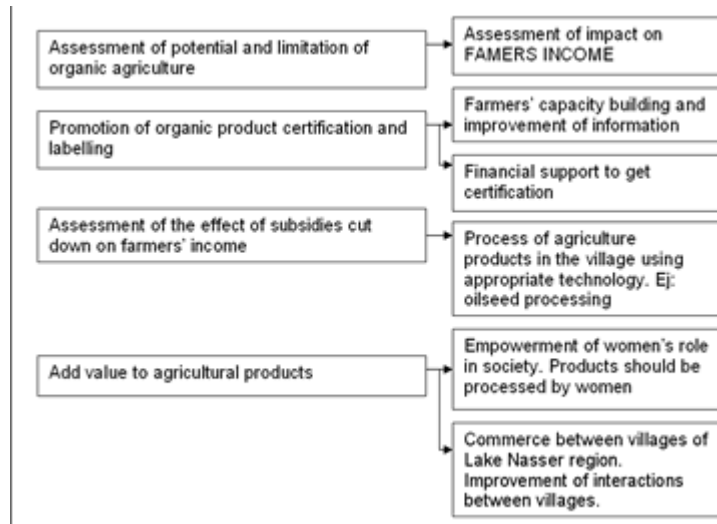 Assessment of potential and limitation of
organic agriculture
Assessment of impact on
FAMERS INCOME
Promotion of organic product certification and
labelling
Farmers' capacity building and
improvement of information
Financial support to get
certification
Assessment of the effect of subsidies cut
down on farmers' income
Process of agriculture
products in the village using
appropriate technology. Ej:
oilseed processing
Add value to agricultural products
Empowerment of women's role
in society. Products should be
processed by women
Commerce between villages of
Lake Nasser region.
Improvement of interactions
between villages.